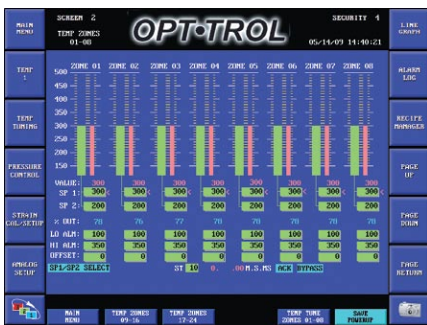 SCREEN 2
TEMP ZONES
01-08
OPT-TROL
SECURITY 4
05/14/09 14:40:21
MAIN
MENU
TEMP
1
TEMP
TUNING
PRESSURE
CONTROL
STRAIN
CAL/SETUP
ANALOG
SETUP
LINE
GRAPH
ALARM
LOG
RECIPE
MANAGER
PAGE
UP
PAGE
DOWN
PAGE
RETURN
ZONE 01 ZONE 02 ZONE 03 ZONE 04 ZONE 05 ZONE 06 ZONE 07 ZONE 08
500
450
400
350
300
250
200
150
VALUE: 300 300 300 300 300 300 300 300
SP 1: 300 300 300 300 300 300 300 300
SP 2: 200 200 200 200 200 200 200 200
% OUT: 78 76 77 78 78 78 78 78
LO ALM: 100 100 100 100 100 100 100 100
HI ALM: 350 350 350 350 350 350 350 350
OFFSET: 0 0 0 0 0 0 0 0
SP1/SP2 SELECT ST 10 0. .00 M.S.MS ACK BYPASS
MAIN
MENU
TEMP ZONES
09-16
TEMP ZONES
17-24
TEMP TUNE
ZONES 01-08
SAVE
POWERUP